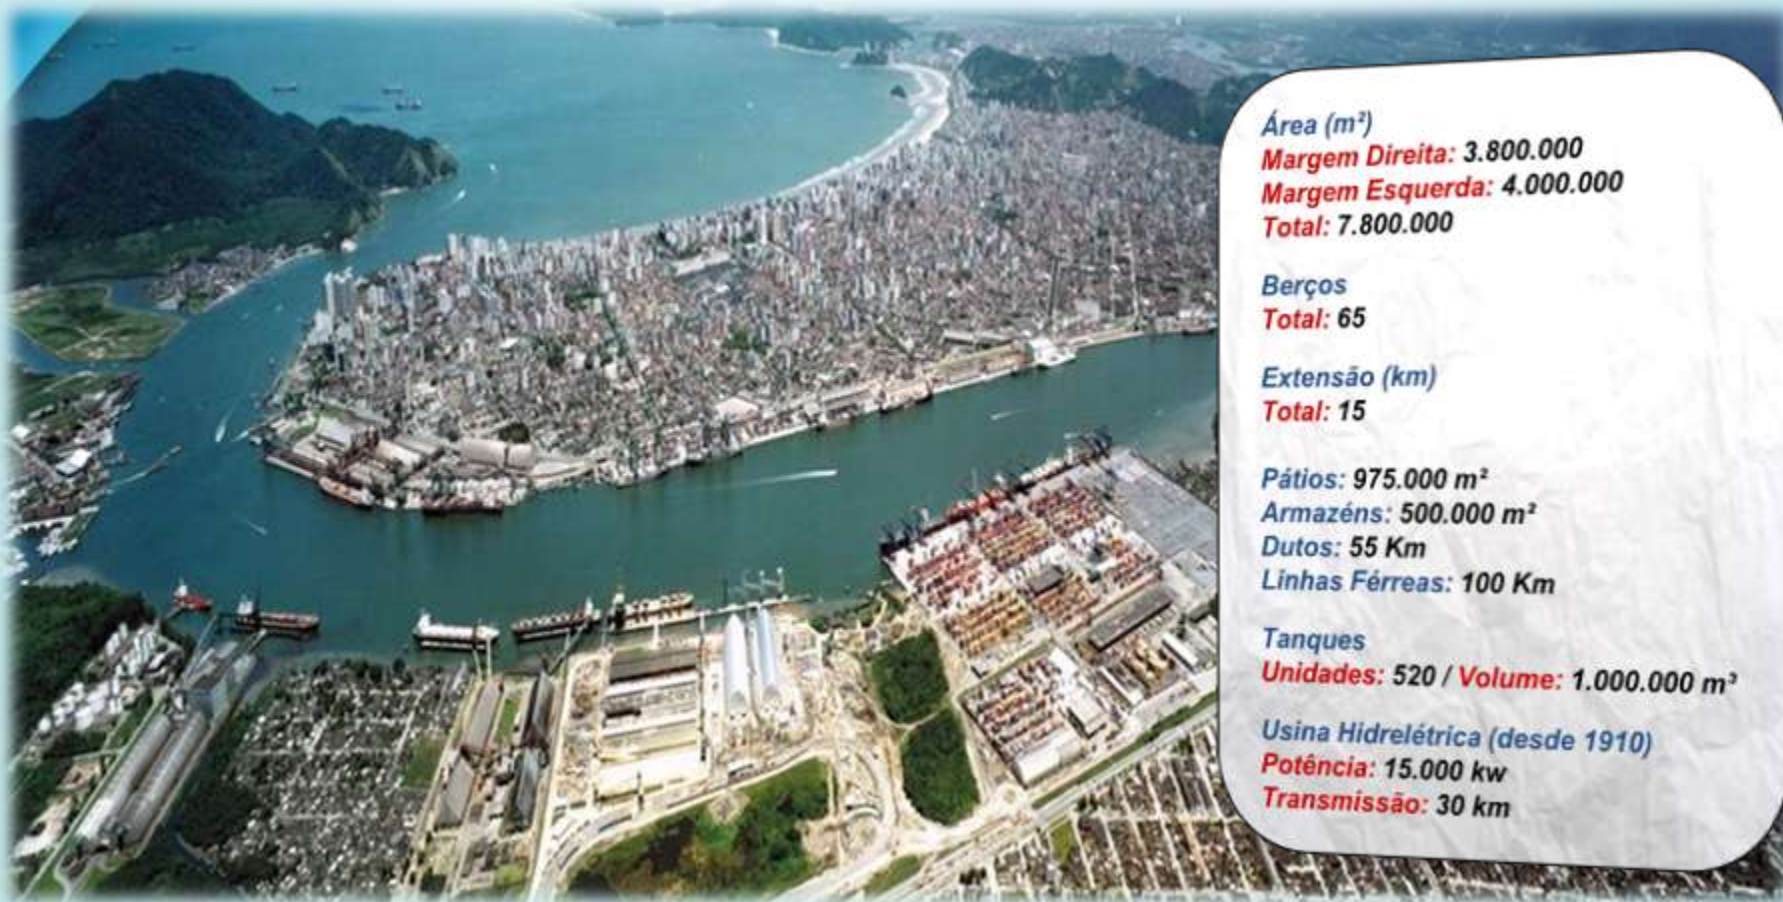 Área (m²)
Margem Direita: 3.800.000
Margem Esquerda: 4.000.000
Total: 7.800.000
Berços
Total: 65
Extensão (km)
Total: 15
Pátios: 975.000 m²
Armazéns: 500.000 m²
Dutos: 55 Km
Linhas Férreas: 100 Km
Tanques
Unidades: 520 / Volume: 1.000.000 m³
Usina Hidrelétrica (desde 1910)
Potência: 15.000 kw
Transmissão: 30 km